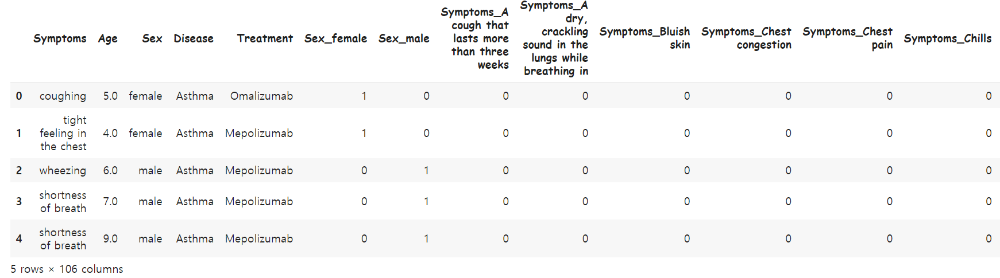 Symptoms Age Sex Disease Treatment Sex_female Sex_male Symptoms_A cough that lasts more than three weeks Symptoms_A dry, crackling sound in the lungs while breathing in Symptoms_Bluish skin Symptoms_Chest congestion Symptoms_Chest pain Symptoms_Chills
0 coughing 5.0 female Asthma Omalizumab 1 0 0 0 0 0 0 0
1 tight feeling in the chest 4.0 female Asthma Mepolizumab 1 0 0 0 0 0 0 0
2 wheezing 6.0 male Asthma Mepolizumab 0 1 0 0 0 0 0 0
3 shortness of breath 7.0 male Asthma Mepolizumab 0 1 0 0 0 0 0 0
4 shortness of breath 9.0 male Asthma Mepolizumab 0 1 0 0 0 0 0 0
5 rows × 106 columns